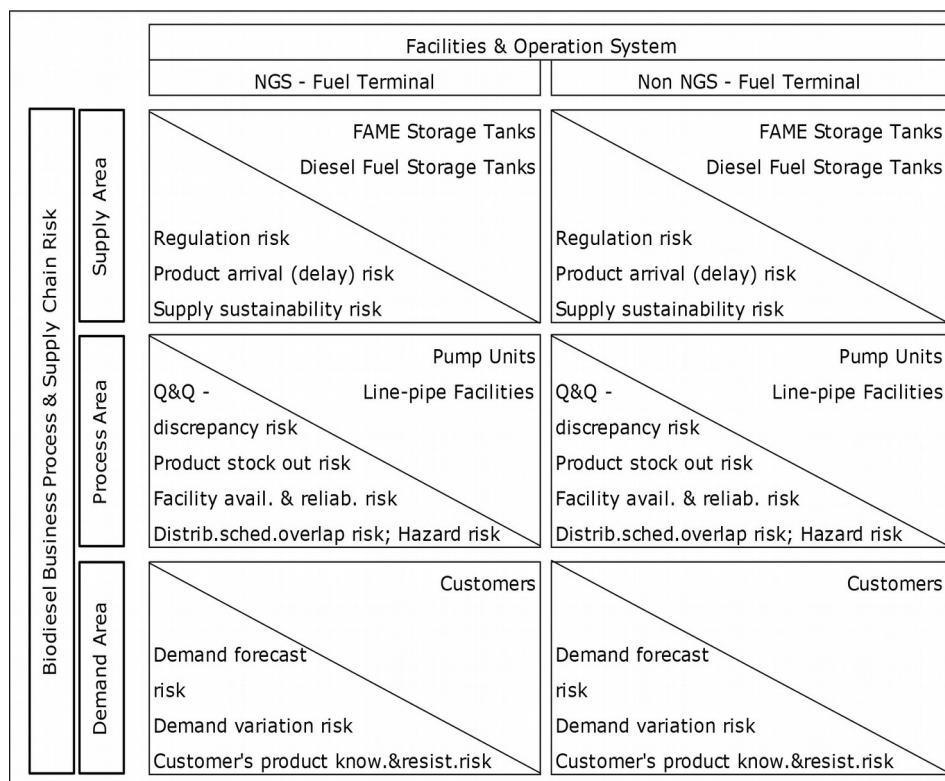 Facilities & Operation System
NGS - Fuel Terminal
Non NGS - Fuel Terminal
Biodiesel Business Process & Supply Chain Risk
Supply Area
FAME Storage Tanks
Diesel Fuel Storage Tanks
Regulation risk
Product arrival (delay) risk
Supply sustainability risk
FAME Storage Tanks
Diesel Fuel Storage Tanks
Regulation risk
Product arrival (delay) risk
Supply sustainability risk
Process Area
Pump Units
Line-pipe Facilities
Q&Q -
discrepancy risk
Product stock out risk
Facility avail. & reliab. risk
Distrib.sched.overlap risk; Hazard risk
Pump Units
Line-pipe Facilities
Q&Q -
discrepancy risk
Product stock out risk
Facility avail. & reliab. risk
Distrib.sched.overlap risk; Hazard risk
Demand Area
Customers
Demand forecast
risk
Demand variation risk
Customer's product know.&resist.risk
Customers
Demand forecast
risk
Demand variation risk
Customer's product know.&resist.risk